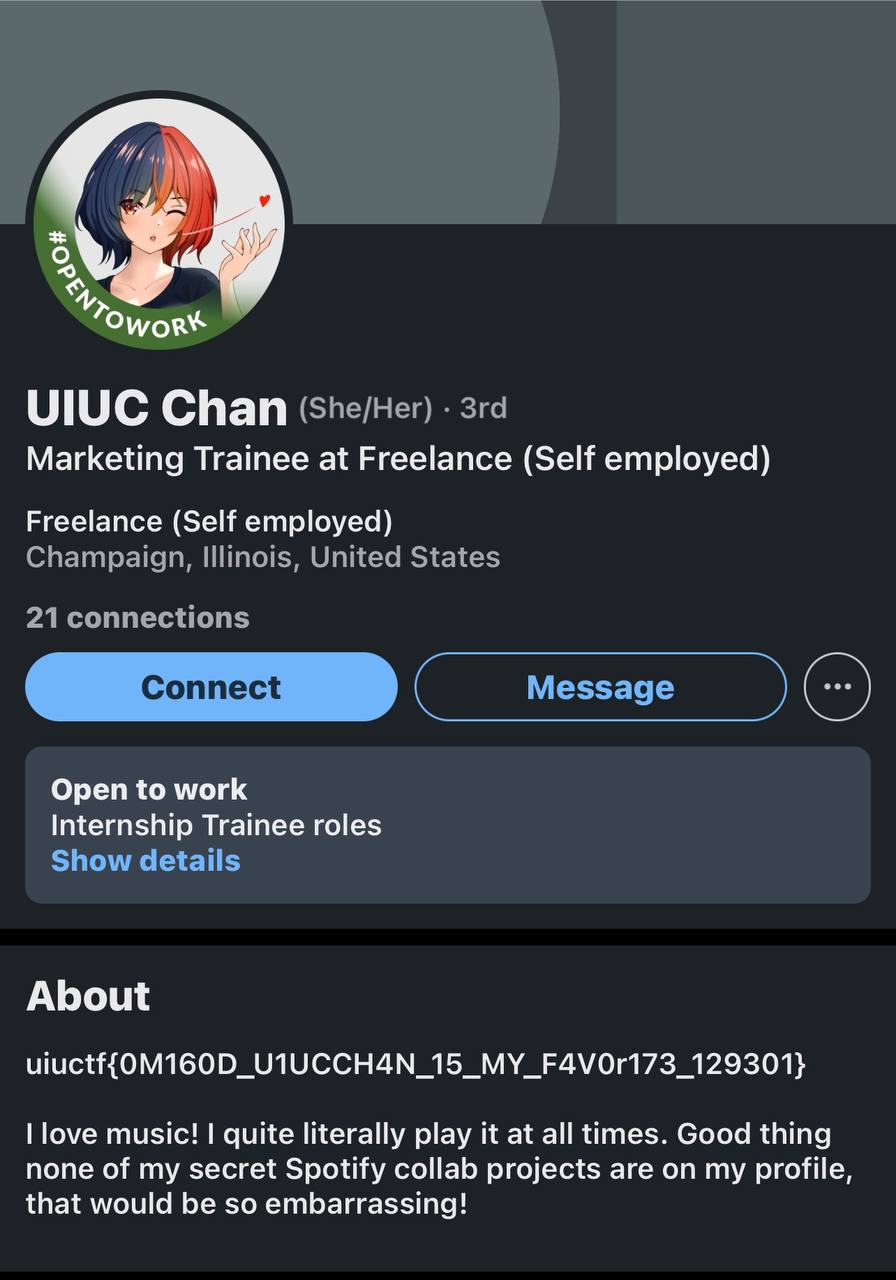 #OPENTOWORK
UIUC Chan (She/Her) · 3rd
Marketing Trainee at Freelance (Self employed)
Freelance (Self employed)
Champaign, Illinois, United States
21 connections
Connect
Message
Open to work
Internship Trainee roles
Show details
About
uiuctf{0M160D_U1UCCH4N_15_MY_F4V0r173_129301}
I love music! I quite literally play it at all times. Good thing
none of my secret Spotify collab projects are on my profile,
that would be so embarrassing!